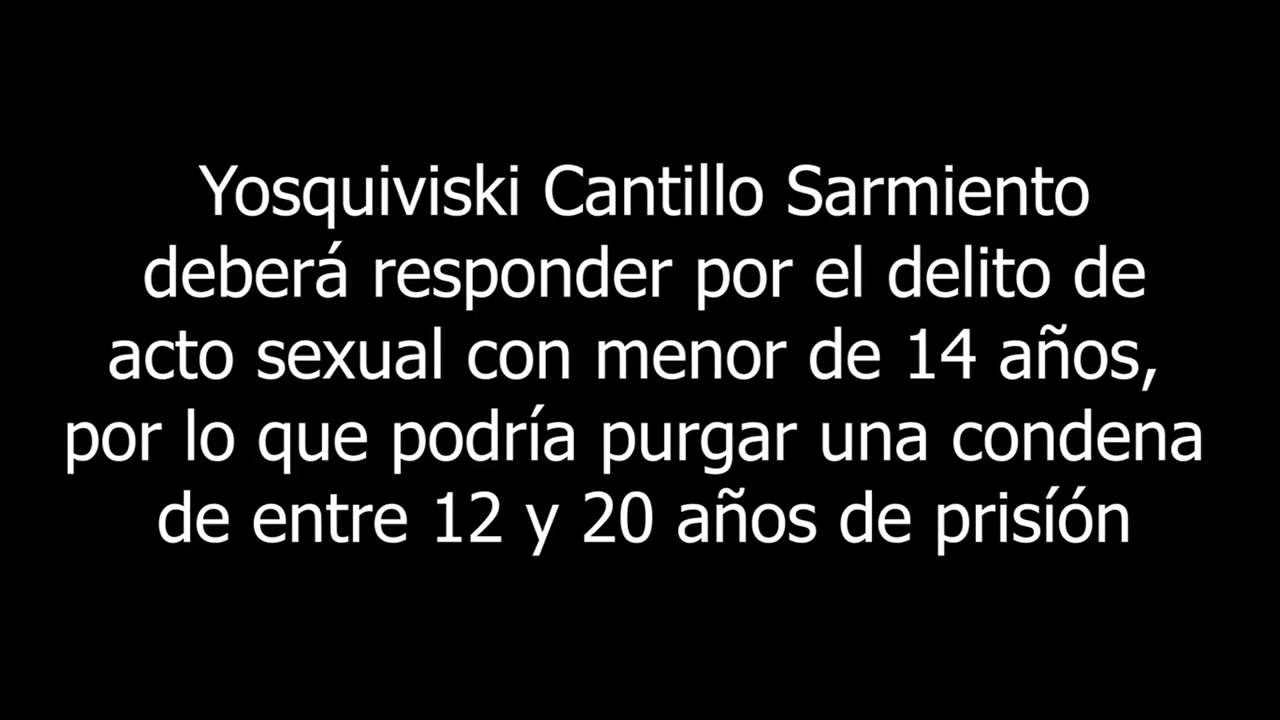 Yosquiviski Cantillo Sarmiento
deberá responder por el delito de
acto sexual con menor de 14 años,
por lo que podría purgar una condena
de entre 12 y 20 años de prisíón